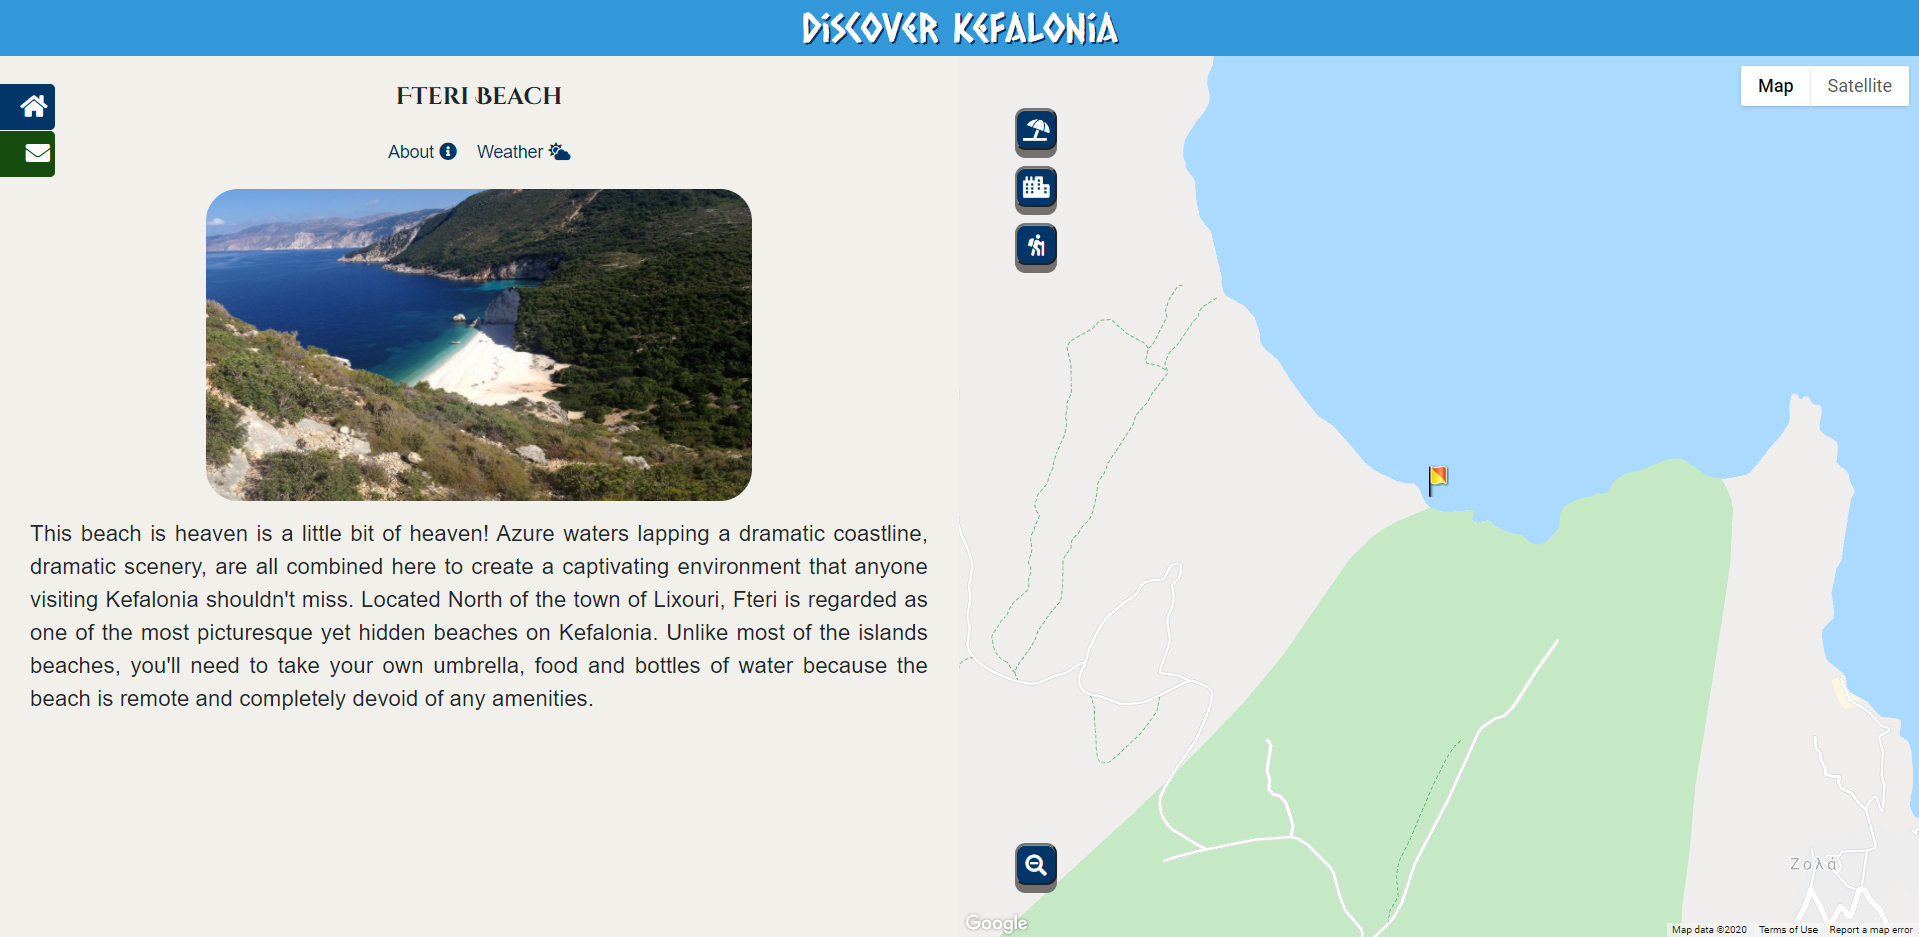 DiSCOVER KEFALONiA
Fteri Beach
About Weather
This beach is heaven is a little bit of heaven! Azure waters lapping a dramatic coastline,
dramatic scenery, are all combined here to create a captivating environment that anyone
visiting Kefalonia shouldn't miss. Located North of the town of Lixouri, Fteri is regarded as
one of the most picturesque yet hidden beaches on Kefalonia. Unlike most of the islands
beaches, you'll need to take your own umbrella, food and bottles of water because the
beach is remote and completely devoid of any amenities.
Map Satellite
Ζολά
Google
Map data ©2020 Terms of Use Report a map error